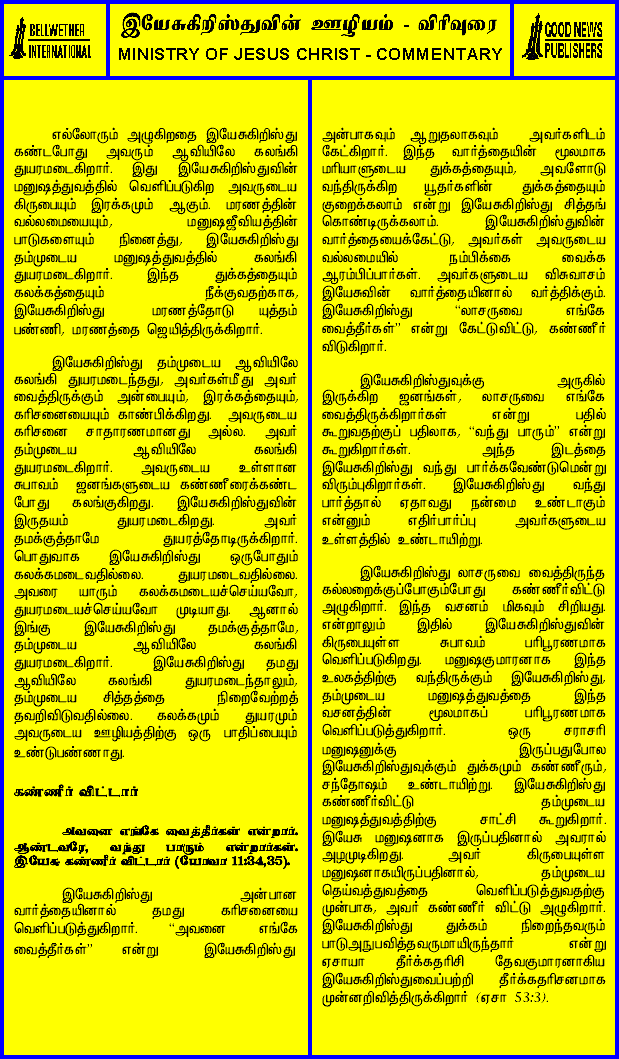 BELLWETHER
INTERNATIONAL
இயேசுகிறிஸ்துவின் ஊழியம் - விரிவுரை
MINISTRY OF JESUS CHRIST - COMMENTARY
GOOD NEWS
PUBLISHERS
எல்லோரும் அழுகிறதை இயேசுகிறிஸ்து
கண்டபோது அவரும் ஆவியிலே கலங்கி
துயரமடைகிறார். இது இயேசுகிறிஸ்துவின்
மனுஷத்துவத்தில் வெளிப்படுகிற அவருடைய
கிருபையும் இரக்கமும் ஆகும். மரணத்தின்
வல்லமையையும், மனுஷஜீவியத்தின்
பாடுகளையும் நினைத்து, இயேசுகிறிஸ்து
தம்முடைய மனுஷத்துவத்தில் கலங்கி
துயரமடைகிறார். இந்த துக்கத்தையும்
கலக்கத்தையும் நீக்குவதற்காக,
இயேசுகிறிஸ்து மரணத்தோடு யுத்தம்
பண்ணி, மரணத்தை ஜெயித்திருக்கிறார்.
இயேசுகிறிஸ்து தம்முடைய ஆவியிலே
கலங்கி துயரமடைந்தது, அவர்கள்மீது அவர்
வைத்திருக்கும் அன்பையும், இரக்கத்தையும்,
கரிசனையையும் காண்பிக்கிறது. அவருடைய
கரிசனை சாதாரணமானது அல்ல. அவர்
தம்முடைய ஆவியிலே கலங்கி
துயரமடைகிறார். அவருடைய உள்ளான
சுபாவம் ஜனங்களுடைய கண்ணீரைக்கண்ட
போது கலங்குகிறது. இயேசுகிறிஸ்துவின்
இருதயம் துயரமடைகிறது. அவர்
தமக்குத்தாமே துயரத்தோடிருக்கிறார்.
பொதுவாக இயேசுகிறிஸ்து ஒருபோதும்
கலக்கமடைவதில்லை. துயரமடைவதில்லை.
அவரை யாரும் கலக்கமடையச்செய்யவோ,
துயரமடையச்செய்யவோ முடியாது. ஆனால்
இங்கு இயேசுகிறிஸ்து தமக்குத்தாமே,
தம்முடைய ஆவியிலே கலங்கி
துயரமடைகிறார். இயேசுகிறிஸ்து தமது
ஆவியிலே கலங்கி துயரமடைந்தாலும்,
தம்முடைய சித்தத்தை நிறைவேற்றத்
தவறிவிடுவதில்லை. கலக்கமும் துயரமும்
அவருடைய ஊழியத்திற்கு ஒரு பாதிப்பையும்
உண்டுபண்ணாது.
கண்ணீர் விட்டார்
அவனை எங்கே வைத்தீர்கள் என்றார்.
ஆண்டவரே, வந்து பாரும் என்றார்கள்.
இயேசு கண்ணீர் விட்டார் (யோவா 11:34,35).
இயேசுகிறிஸ்து அன்பான
வார்த்தையினால் தமது கரிசனையை
வெளிப்படுத்துகிறார். “அவனை எங்கே
வைத்தீர்கள்” என்று இயேசுகிறிஸ்து
அன்பாகவும் ஆறுதலாகவும் அவர்களிடம்
கேட்கிறார். இந்த வார்த்தையின் மூலமாக
மரியாளுடைய துக்கத்தையும், அவளோடு
வந்திருக்கிற யூதர்களின் துக்கத்தையும்
குறைக்கலாம் என்று இயேசுகிறிஸ்து சித்தங்
கொண்டிருக்கலாம். இயேசுகிறிஸ்துவின்
வார்த்தையைக்கேட்டு, அவர்கள் அவருடைய
வல்லமையில் நம்பிக்கை வைக்க
ஆரம்பிப்பார்கள். அவர்களுடைய விசுவாசம்
இயேசுவின் வார்த்தையினால் வர்த்திக்கும்.
இயேசுகிறிஸ்து “லாசருவை எங்கே
வைத்தீர்கள்” என்று கேட்டுவிட்டு, கண்ணீர்
விடுகிறார்.
இயேசுகிறிஸ்துவுக்கு அருகில்
இருக்கிற ஜனங்கள், லாசருவை எங்கே
வைத்திருக்கிறார்கள் என்று பதில்
கூறுவதற்குப் பதிலாக, “வந்து பாரும்” என்று
கூறுகிறார்கள். அந்த இடத்தை
இயேசுகிறிஸ்து வந்து பார்க்கவேண்டுமென்று
விரும்புகிறார்கள். இயேசுகிறிஸ்து வந்து
பார்த்தால் ஏதாவது நன்மை உண்டாகும்
என்னும் எதிர்பார்ப்பு அவர்களுடைய
உள்ளத்தில் உண்டாயிற்று.
இயேசுகிறிஸ்து லாசருவை வைத்திருந்த
கல்லறைக்குப்போகும்போது கண்ணீர்விட்டு
அழுகிறார். இந்த வசனம் மிகவும் சிறியது.
என்றாலும் இதில் இயேசுகிறிஸ்துவின்
கிருபையுள்ள சுபாவம் பரிபூரணமாக
வெளிப்படுகிறது. மனுஷகுமாரனாக இந்த
உலகத்திற்கு வந்திருக்கும் இயேசுகிறிஸ்து,
தம்முடைய மனுஷத்துவத்தை இந்த
வசனத்தின் மூலமாகப் பரிபூரணமாக
வெளிப்படுத்துகிறார். ஒரு சராசரி
மனுஷனுக்கு இருப்பதுபோல
இயேசுகிறிஸ்துவுக்கும் துக்கமும் கண்ணீரும்,
சந்தோஷம் உண்டாயிற்று. இயேசுகிறிஸ்து
கண்ணீர்விட்டு தம்முடைய
மனுஷத்துவத்திற்கு சாட்சி கூறுகிறார்.
இயேசு மனுஷனாக இருப்பதினால் அவரால்
அழமுடிகிறது. அவர் கிருபையுள்ள
மனுஷனாகயிருப்பதினால், தம்முடைய
தெய்வத்துவத்தை வெளிப்படுத்துவதற்கு
முன்பாக, அவர் கண்ணீர் விட்டு அழுகிறார்.
இயேசுகிறிஸ்து துக்கம் நிறைந்தவரும்
பாடுஅநுபவித்தவருமாயிருந்தார் என்று
ஏசாயா தீர்க்கதரிசி தேவகுமாரனாகிய
இயேசுகிறிஸ்துவைப்பற்றி தீர்க்கதரிசனமாக
முன்னறிவித்திருக்கிறார் (ஏசா 53:3).